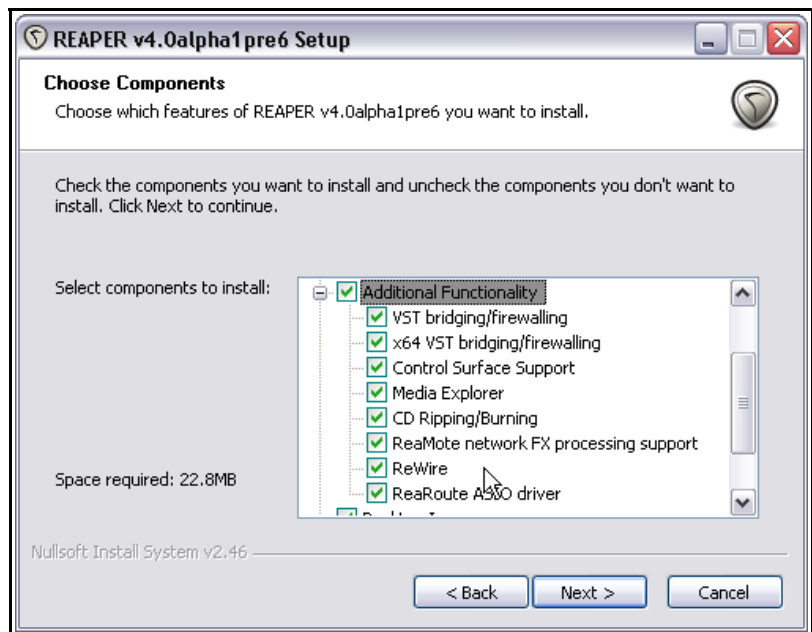 REAPER v4.0alpha1pre6 Setup
Choose Components
Choose which features of REAPER v4.0alpha1pre6 you want to install.
Check the components you want to install and uncheck the components you don't want to
install. Click Next to continue.
Select components to install:
Additional Functionality
VST bridging/firewalling
x64 VST bridging/firewalling
Control Surface Support
Media Explorer
CD Ripping/Burning
ReaMote network FX processing support
ReWire
ReaRoute ASIO driver
Space required: 22.8MB
Nullsoft Install System v2.46
< Back
Next >
Cancel